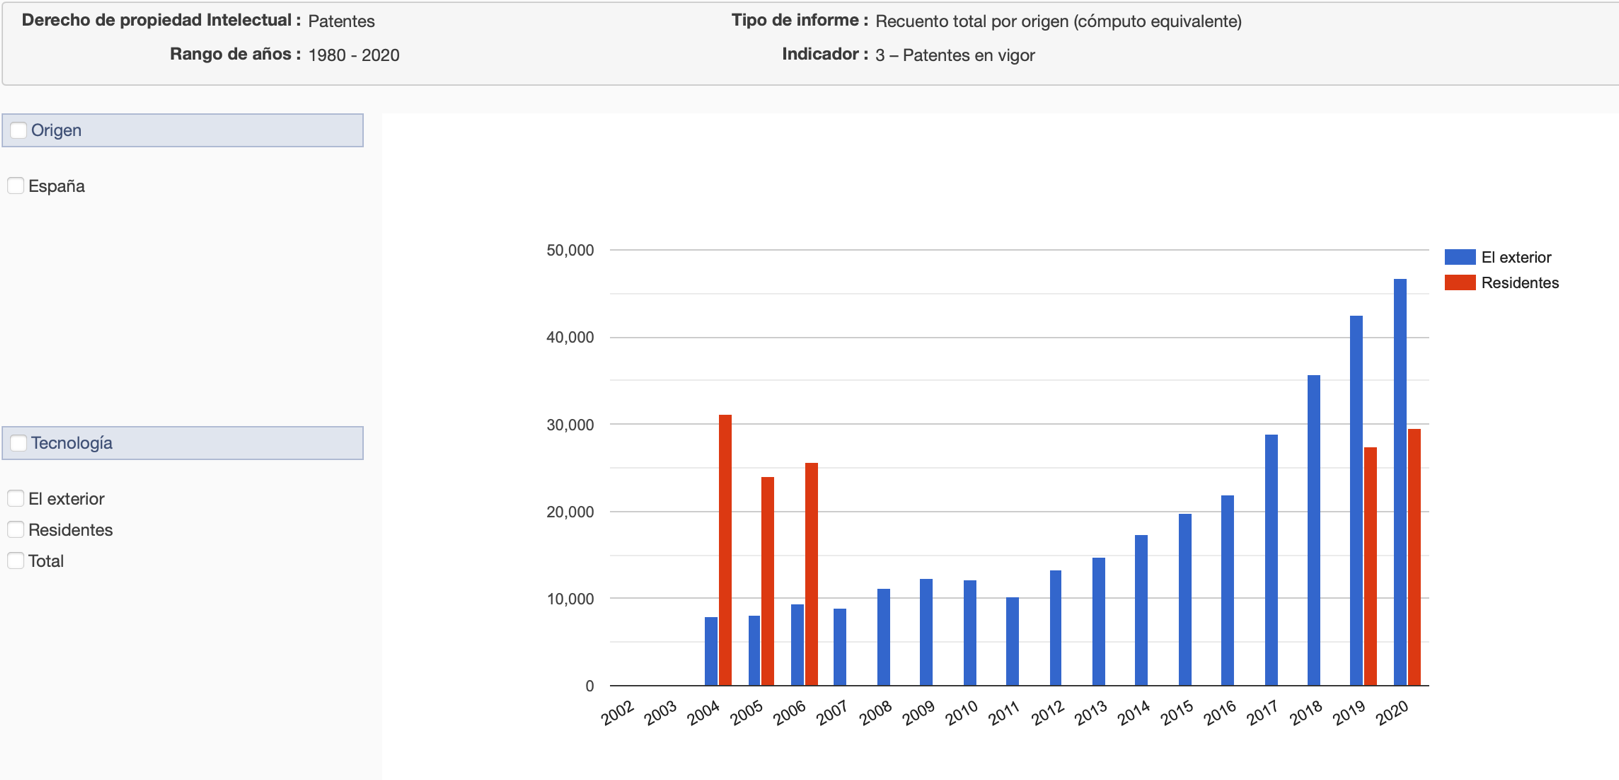 Derecho de propiedad Intelectual : Patentes
Tipo de informe : Recuento total por origen (cómputo equivalente)
Rango de años : 1980 - 2020
Indicador : 3 – Patentes en vigor
Origen
España
Tecnología
El exterior
Residentes
Total
50,000
40,000
30,000
20,000
10,000
0
2002 2003 2004 2005 2006 2007 2008 2009 2010 2011 2012 2013 2014 2015 2016 2017 2018 2019 2020
El exterior
Residentes